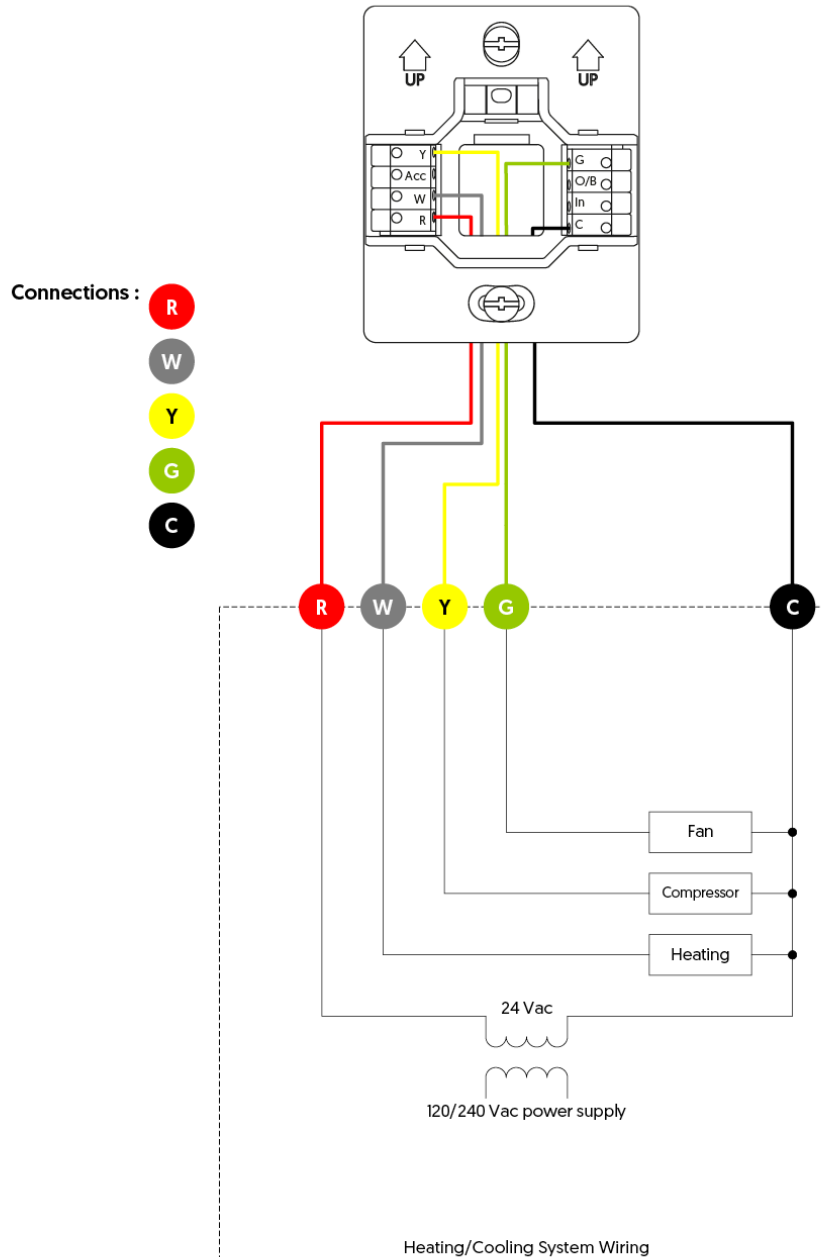 UP
UP
Y
Acc
W
R
G
O/B
In
C
Connections :
R
W
Y
G
C
R
W
Y
G
C
Fan
Compressor
Heating
24 Vac
120/240 Vac power supply
Heating/Cooling System Wiring